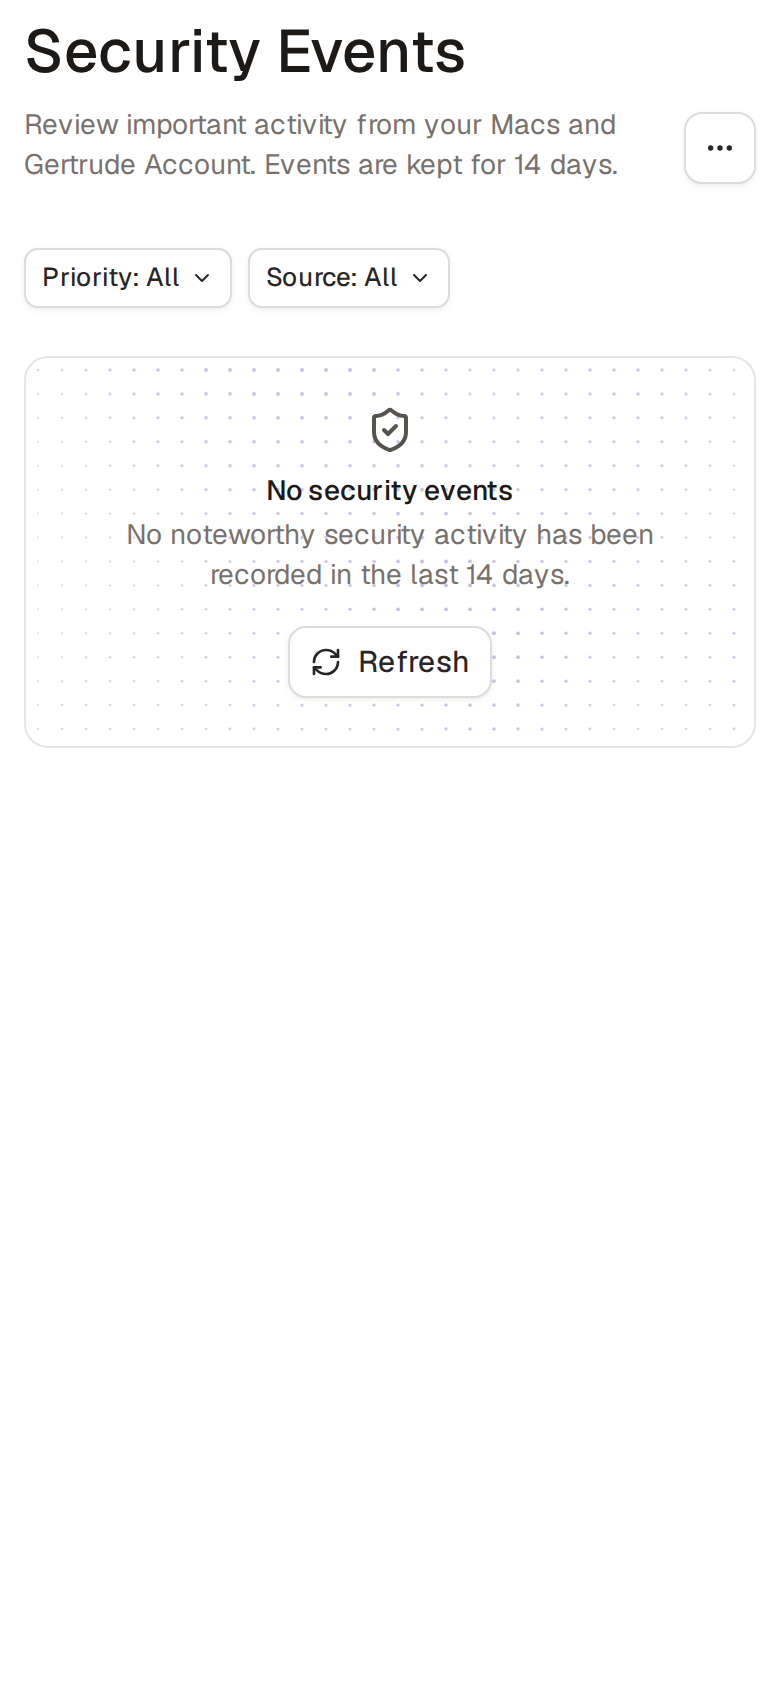 Security Events
Review important activity from your Macs and
Gertrude Account. Events are kept for 14 days.
Priority: All
Source: All
No security events
No noteworthy security activity has been
recorded in the last 14 days.
Refresh